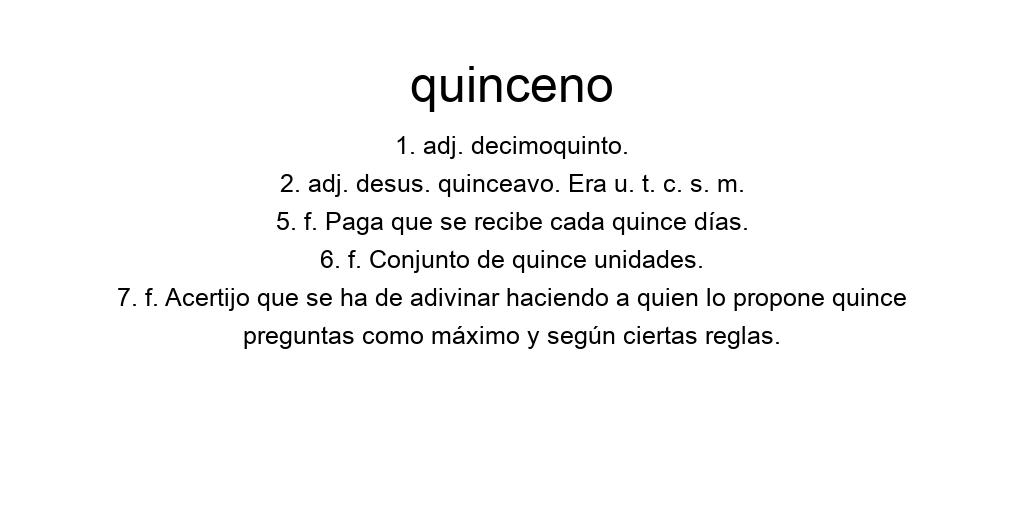 quinceno
1. adj. decimoquinto.
2. adj. desus. quinceavo. Era u. t. c. s. m.
5. f. Paga que se recibe cada quince días.
6. f. Conjunto de quince unidades.
7. f. Acertijo que se ha de adivinar haciendo a quien lo propone quince
preguntas como máximo y según ciertas reglas.